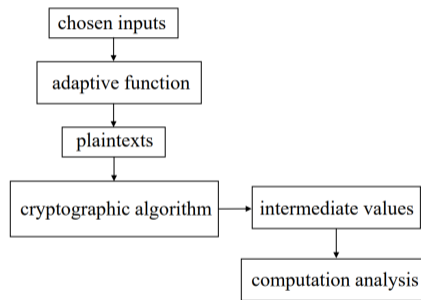 chosen inputs
adaptive function
plaintexts
cryptographic algorithm
intermediate values
computation analysis